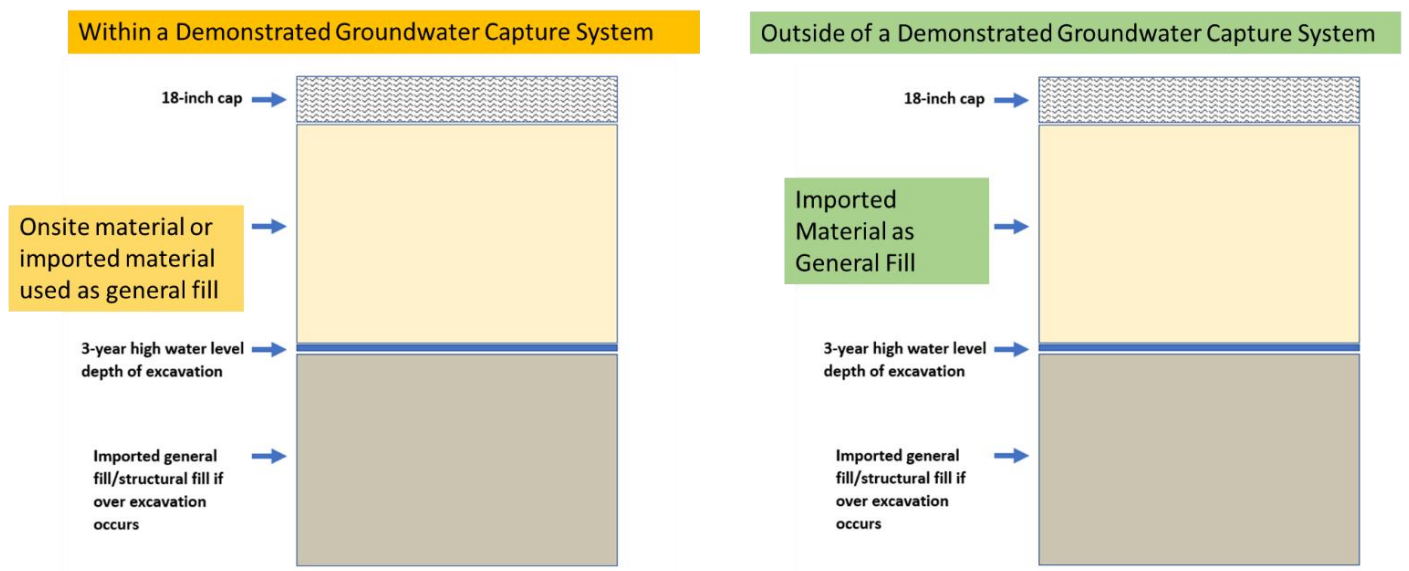 Within a Demonstrated Groundwater Capture System
18-inch cap
Onsite material or
imported material
used as general fill
3-year high water level
depth of excavation
Imported general
fill/structural fill if
over excavation
occurs
Outside of a Demonstrated Groundwater Capture System
18-inch cap
Imported
Material as
General Fill
3-year high water level
depth of excavation
Imported general
fill/structural fill if
over excavation
occurs